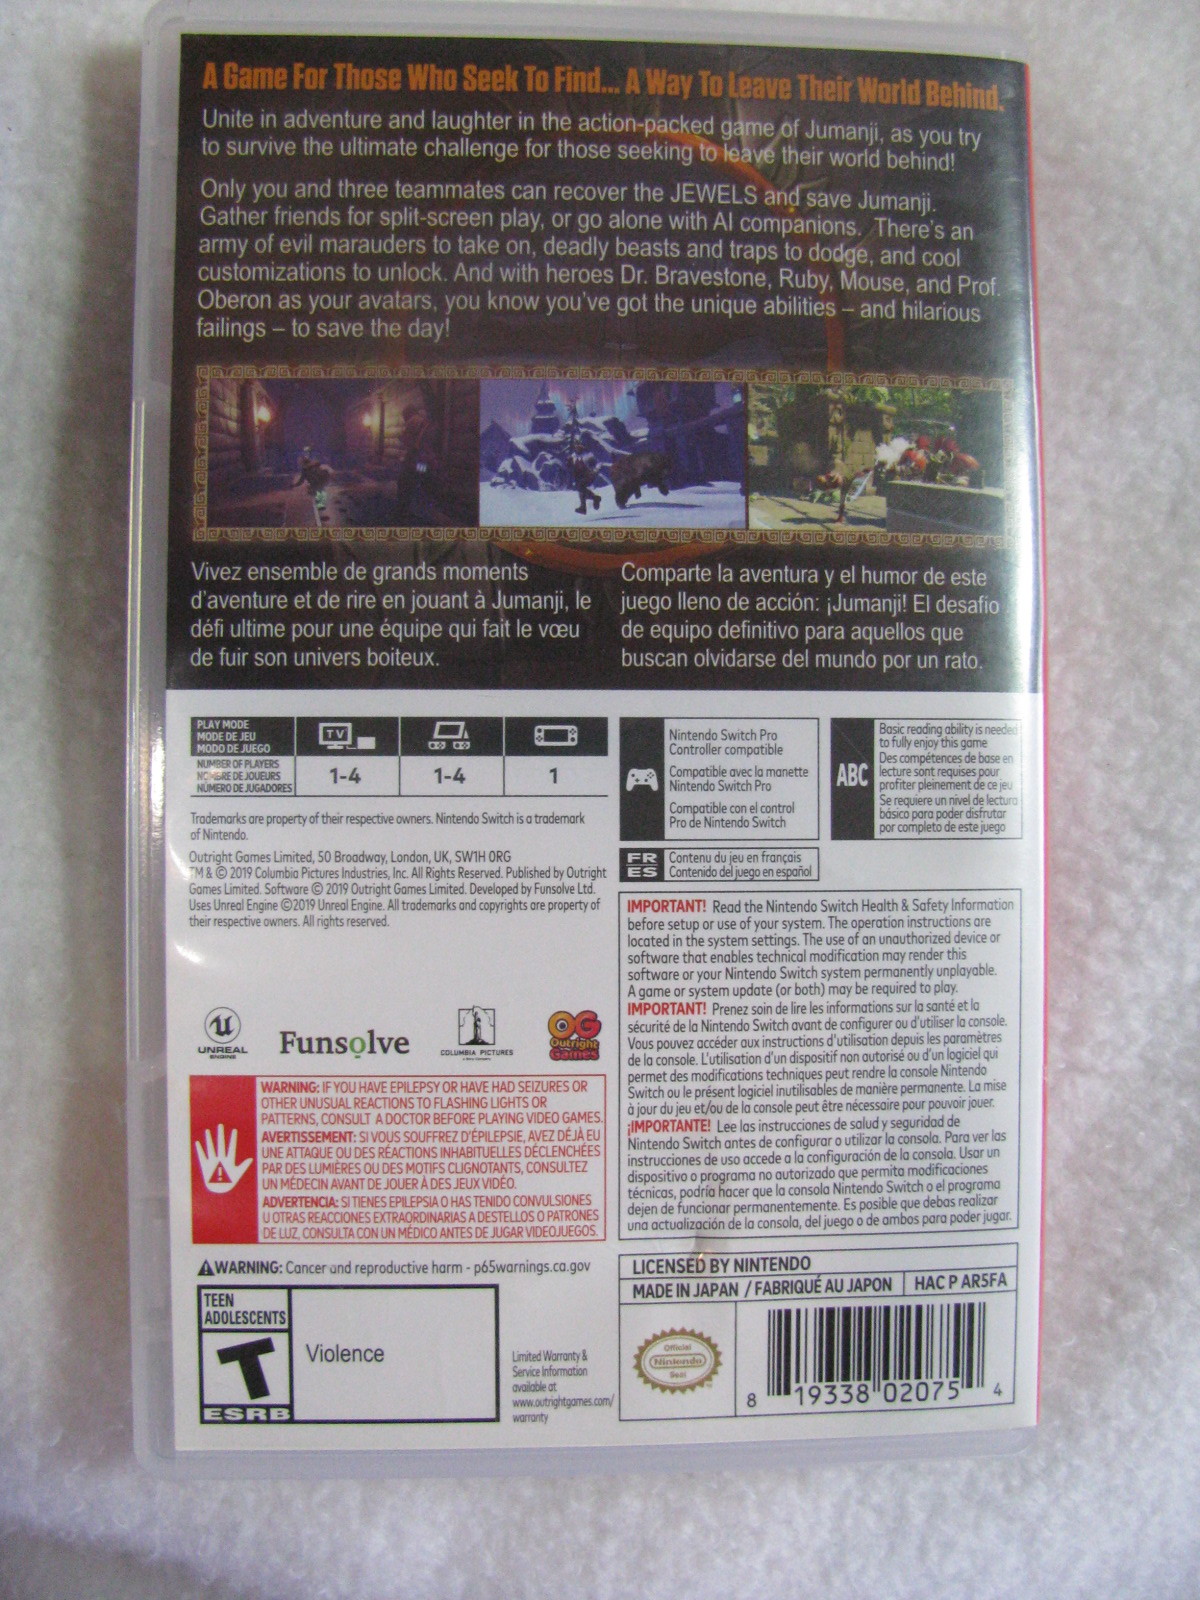 A Game For Those Who Seek To Find... A Way To Leave Their World Behind.
Unite in adventure and laughter in the action-packed game of Jumanji, as you try
to survive the ultimate challenge for those seeking to leave their world behind!
Only you and three teammates can recover the JEWELS and save Jumanji.
Gather friends for split-screen play, or go alone with AI companions. There's an
army of evil marauders to take on, deadly beasts and traps to dodge, and cool
customizations to unlock. And with heroes Dr. Bravestone, Ruby, Mouse, and Prof.
Oberon as your avatars, you know you've got the unique abilities – and hilarious
failings – to save the day!
Vivez ensemble de grands moments
d'aventure et de rire en jouant à Jumanji, le
défi ultime pour une équipe qui fait le vœu
de fuir son univers boiteux.
Comparte la aventura y el humor de este
juego lleno de acción: ¡Jumanji! El desafio
de equipo definitivo para aquellos que
buscan olvidarse del mundo por un rato.
PLAY MODE
MODE DE JEU
MODO DE JUEGO
TV
NUMBER OF PLAYERS
NOMBRE DE JOUEURS
NÚMERO DE JUGADORES
1-4
1-4
1
Nintendo Switch Pro
Controller compatible
Compatible avec la manette
Nintendo Switch Pro
Compatible con el control
Pro de Nintendo Switch
ABC
Basic reading ability is needed
to fully enjoy this game
Des compétences de base en
lecture sont requises pour
profiter pleinement de ce jeu
Se requiere un nivel de lectura
básico para poder disfrutar
por completo de este juego
FR
ES
Contenu du jeu en français
Contenido del juego en español
Trademarks are property of their respective owners. Nintendo Switch is a trademark
of Nintendo.
Outright Games Limited, 50 Broadway, London, UK, SW1H 0RG
TM & © 2019 Columbia Pictures Industries, Inc. All Rights Reserved. Published by Outright
Games Limited. Software © 2019 Outright Games Limited. Developed by Funsolve Ltd.
Uses Unreal Engine ©2019 Unreal Engine. All trademarks and copyrights are property of
their respective owners. All rights reserved.
UNREAL
ENGINE
Funsolve
COLUMBIA PICTURES
OG
Outright
Games
IMPORTANT! Read the Nintendo Switch Health & Safety Information
before setup or use of your system. The operation instructions are
located in the system settings. The use of an unauthorized device or
software that enables technical modification may render this
software or your Nintendo Switch system permanently unplayable.
A game or system update (or both) may be required to play.
IMPORTANT! Prenez soin de lire les informations sur la santé et la
sécurité de la Nintendo Switch avant de configurer ou d'utiliser la console.
Vous pouvez accéder aux instructions d'utilisation depuis les paramètres
de la console. L'utilisation d'un dispositif non autorisé ou d'un logiciel qui
permet des modifications techniques peut rendre la console Nintendo
Switch ou le présent logiciel inutilisables de manière permanente. La mise
à jour du jeu et/ou de la console peut être nécessaire pour pouvoir jouer.
¡IMPORTANTE! Lee las instrucciones de salud y seguridad de
Nintendo Switch antes de configurar o utilizar la consola. Para ver las
instrucciones de uso accede a la configuración de la consola. Usar un
dispositivo o programa no autorizado que permita modificaciones
técnicas, podría hacer que la consola Nintendo Switch o el programa
dejen de funcionar permanentemente. Es posible que debas realizar
una actualización de la consola, del juego o de ambos para poder jugar.
WARNING: IF YOU HAVE EPILEPSY OR HAVE HAD SEIZURES OR
OTHER UNUSUAL REACTIONS TO FLASHING LIGHTS OR
PATTERNS, CONSULT A DOCTOR BEFORE PLAYING VIDEO GAMES.
AVERTISSEMENT: SI VOUS SOUFFREZ D'ÉPILEPSIE, AVEZ DÉJÀ EU
UNE ATTAQUE OU DES RÉACTIONS INHABITUELLES DÉCLENCHÉES
PAR DES LUMIÈRES OU DES MOTIFS CLIGNOTANTS, CONSULTEZ
UN MÉDECIN AVANT DE JOUER À DES JEUX VIDÉO.
ADVERTENCIA: SI TIENES EPILEPSIA O HAS TENIDO CONVULSIONES
U OTRAS REACCIONES EXTRAORDINARIAS A DESTELLOS O PATRONES
DE LUZ, CONSULTA CON UN MÉDICO ANTES DE JUGAR VIDEOJUEGOS.
WARNING: Cancer and reproductive harm - p65warnings.ca.gov
TEEN
ADOLESCENTS
T
ESRB
Violence
Limited Warranty &
Service Information
available at
www.outrightgames.com/
warranty
LICENSED BY NINTENDO
MADE IN JAPAN / FABRIQUÉ AU JAPON
HAC P AR5FA
Official
Nintendo
Seal
8 19338 02075 4